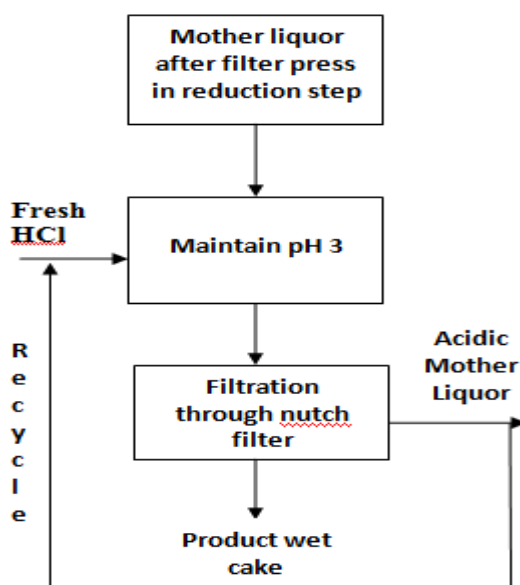 Mother liquor
after filter press
in reduction step
Fresh
HCl
Maintain pH 3
Recycle
Filtration
through nutch
filter
Acidic
Mother
Liquor
Product wet
cake